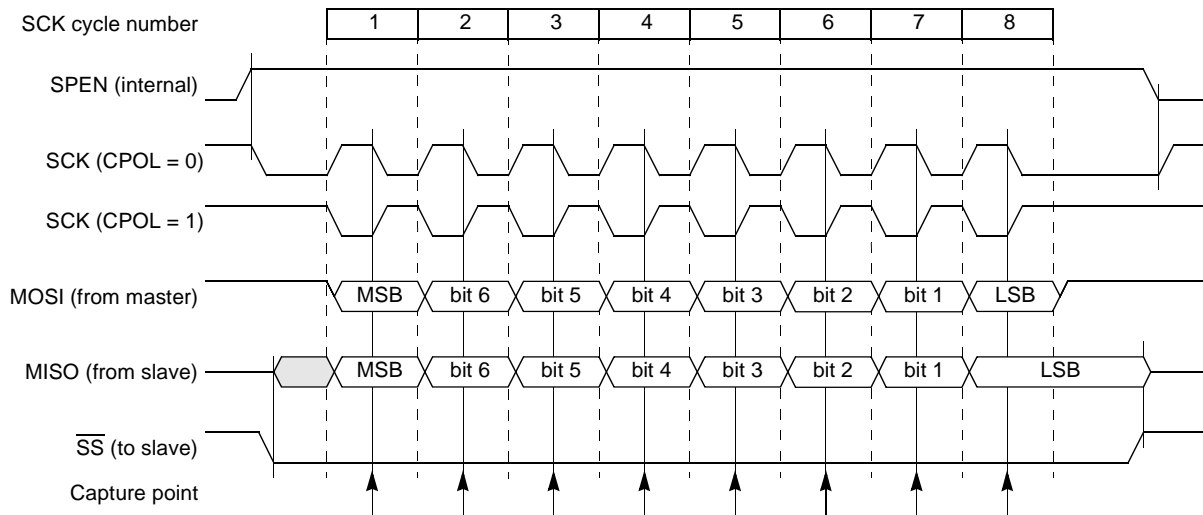 SCK cycle number 1 2 3 4 5 6 7 8
SPEN (internal)
SCK (CPOL = 0)
SCK (CPOL = 1)
MOSI (from master) MSB bit 6 bit 5 bit 4 bit 3 bit 2 bit 1 LSB
MISO (from slave) MSB bit 6 bit 5 bit 4 bit 3 bit 2 bit 1 LSB
S̅S̅ (to slave)
Capture point